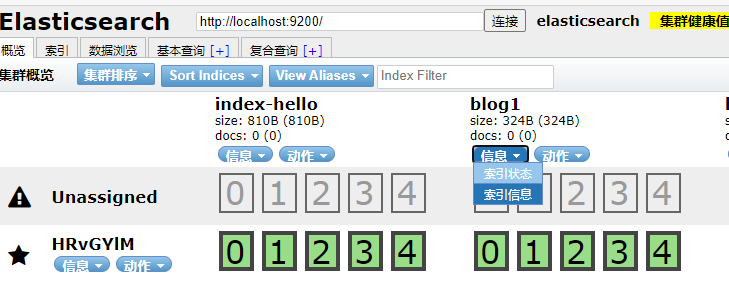 Elasticsearch http://localhost:9200/ 连接 elasticsearch 集群健康值
概览 索引 数据浏览 基本查询 [+] 复合查询 [+]
集群概览 集群排序 Sort Indices View Aliases Index Filter
index-hello blog1
size: 810B (810B) size: 324B (324B)
docs: 0 (0) docs: 0 (0)
信息 动作 信息 动作
索引状态
索引信息
Unassigned 0 1 2 3 4 2 3 4
HRvGYlM 0 1 2 3 4 0 1 2 3 4
信息 动作